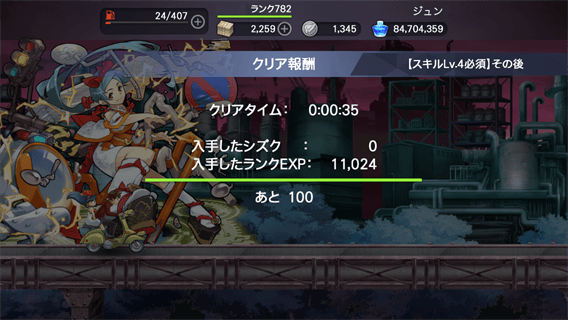 ランク782
ジュン
24/407
2,259
1,345
84,704,359
クリア報酬
【スキルLv.4必須】その後
クリアタイム: 0:00:35
入手したシズク : 0
入手したランクEXP: 11,024
あと 100